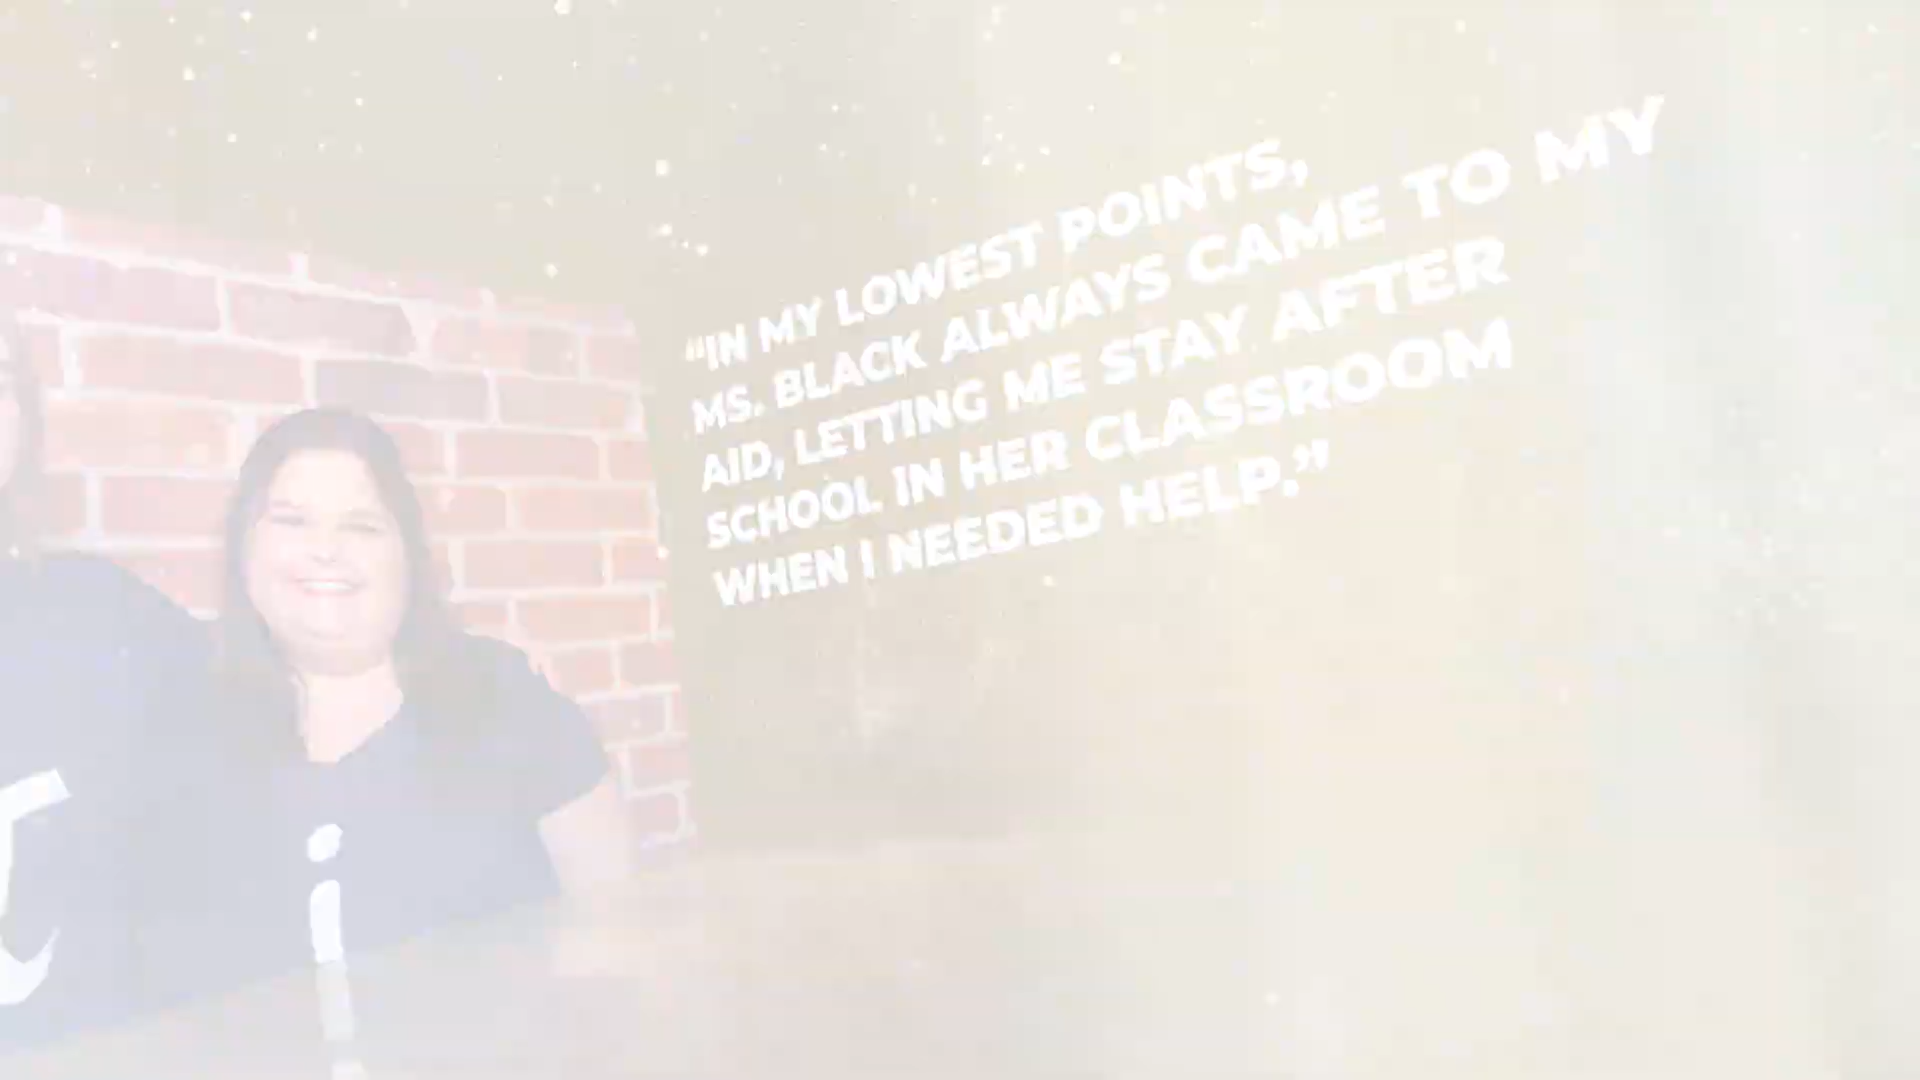 “IN MY LOWEST POINTS,
MS. BLACK ALWAYS CAME TO MY
AID, LETTING ME STAY AFTER
SCHOOL IN HER CLASSROOM
WHEN I NEEDED HELP.”
t
i